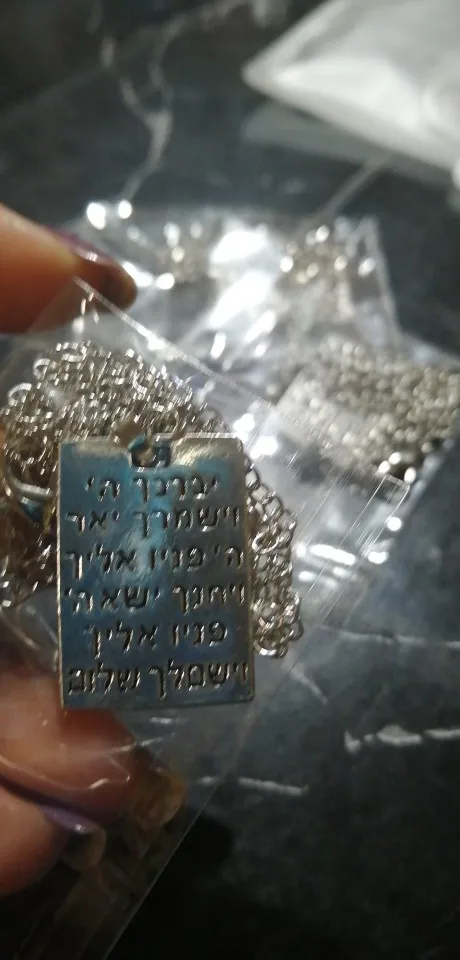 יברכך ה'
וישמרך יאר
ה' פניו אליך
ויחנך ישא ה'
פניו אליך
וישם לך שלום